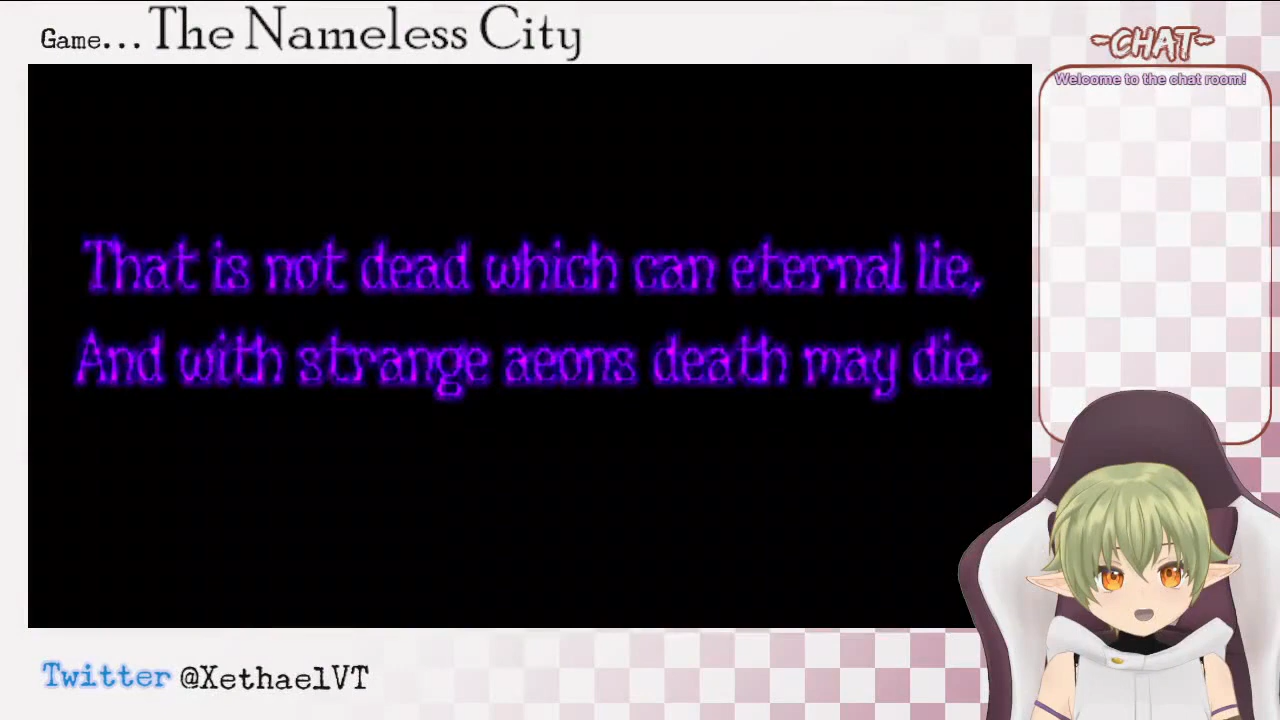 Game...The Nameless City
~CHAT~
Welcome to the chat room!
That is not dead which can eternal lie,
And with strange aeons death may die.
Twitter @XethaelVT